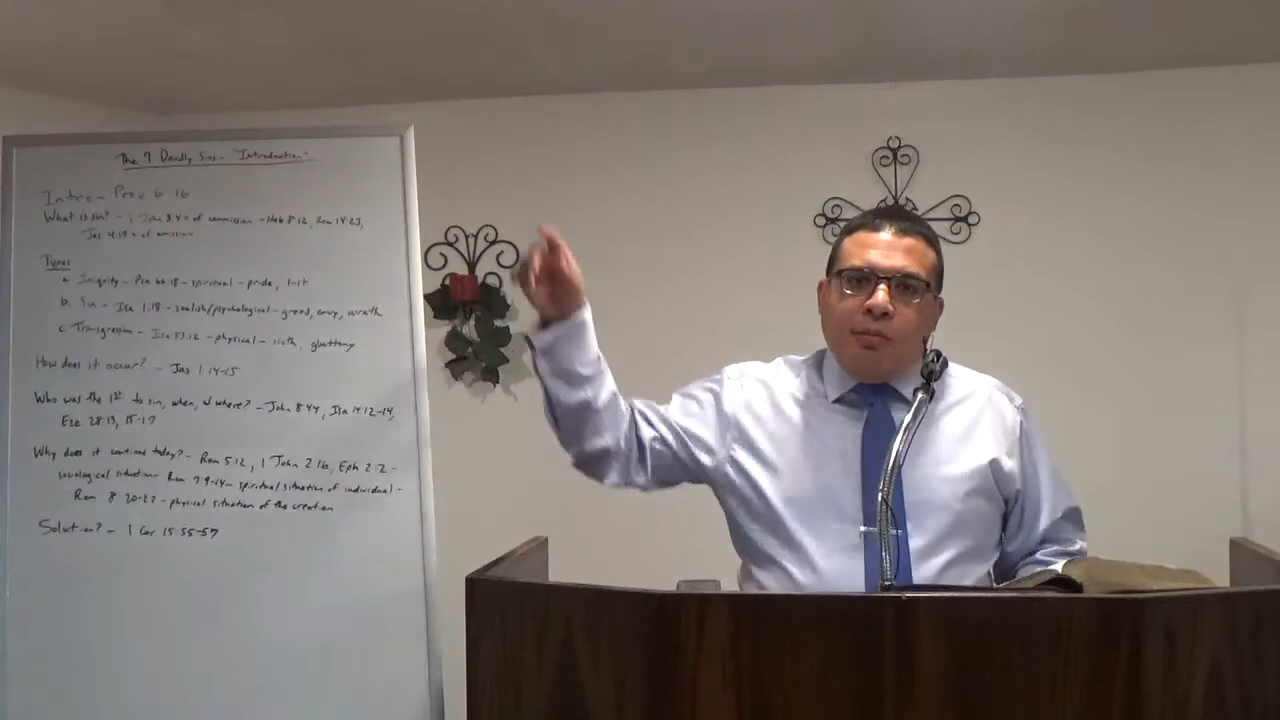 The 7 Deadly Sins - "Introduction"
Intro - Prov 6 16
What is sin? - 1 John 3:4 = of commission - Heb 8:12, Rom 14:23,
Jas 4:17 = of omission
Types
a. Iniquity - Psa 66:18 - spiritual - pride, lust
b. Sin - Isa 1:18 - soulish/psychological - greed, envy, wrath
c. Transgression - Isa 53:12 - physical - sloth, gluttony
How does it occur? - Jas 1 14-15
Who was the 1st to sin, when, & where? - John 8:44, Isa 14:12-14,
Eze 28:13, 15-17
Why does it continue today? - Rom 5:12, 1 John 2:16, Eph 2:2 -
sociological situation - Rom 7 9-14 - spiritual situation of individual -
Rom 8 20-22 - physical situation of the creation
Solution? - 1 Cor 15:55-57